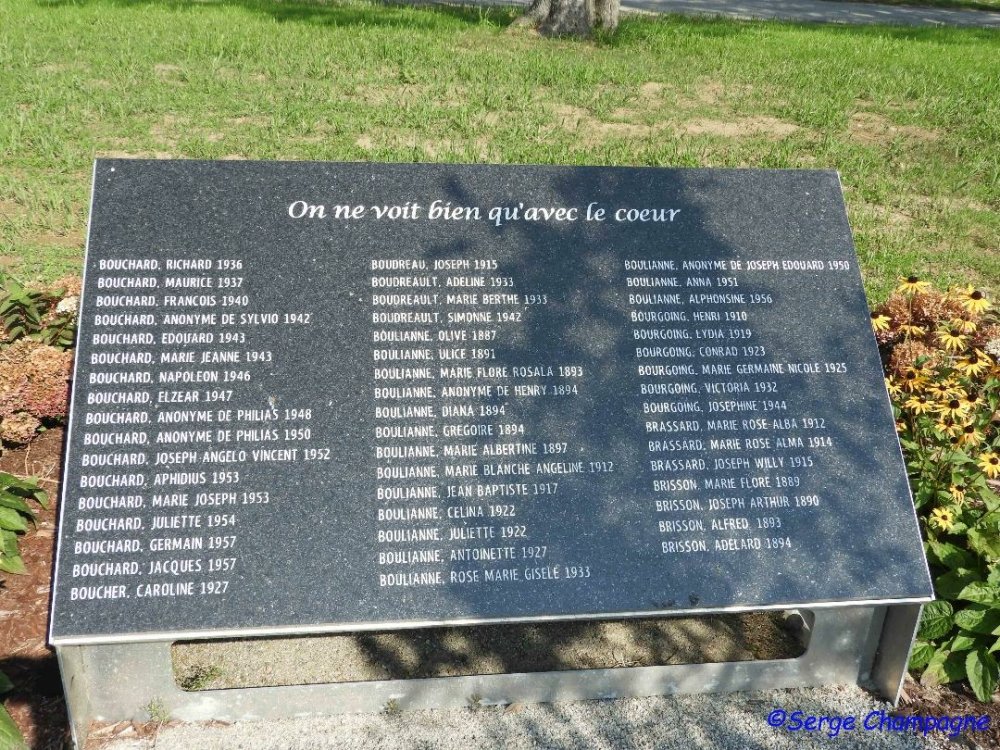 On ne voit bien qu'avec le coeur
BOUCHARD, RICHARD 1936
BOUCHARD, MAURICE 1937
BOUCHARD, FRANCOIS 1940
BOUCHARD, ANONYME DE SYLVIO 1942
BOUCHARD, EDOUARD 1943
BOUCHARD, MARIE JEANNE 1943
BOUCHARD, NAPOLEON 1946
BOUCHARD, ELZEAR 1947
BOUCHARD, ANONYME DE PHILIAS 1948
BOUCHARD, ANONYME DE PHILIAS 1950
BOUCHARD, JOSEPH ANGELO VINCENT 1952
BOUCHARD, APHIDIUS 1953
BOUCHARD, MARIE JOSEPH 1953
BOUCHARD, JULIETTE 1954
BOUCHARD, GERMAIN 1957
BOUCHARD, JACQUES 1957
BOUCHER, CAROLINE 1927
BOUDREAU, JOSEPH 1915
BOUDREAULT, ADELINE 1933
BOUDREAULT, MARIE BERTHE 1933
BOUDREAULT, SIMONNE 1942
BOULIANNE, OLIVE 1887
BOULIANNE, ULICE 1891
BOULIANNE, MARIE FLORE ROSALA 1893
BOULIANNE, ANONYME DE HENRY 1894
BOULIANNE, DIANA 1894
BOULIANNE, GREGOIRE 1894
BOULIANNE, MARIE ALBERTINE 1897
BOULIANNE, MARIE BLANCHE ANGELINE 1912
BOULIANNE, JEAN BAPTISTE 1917
BOULIANNE, CELINA 1922
BOULIANNE, JULIETTE 1922
BOULIANNE, ANTOINETTE 1927
BOULIANNE, ROSE MARIE GISELE 1933
BOULIANNE, ANONYME DE JOSEPH EDOUARD 1950
BOULIANNE, ANNA 1951
BOULIANNE, ALPHONSINE 1956
BOURGOING, HENRI 1910
BOURGOING, LYDIA 1919
BOURGOING, CONRAD 1923
BOURGOING, MARIE GERMAINE NICOLE 1925
BOURGOING, VICTORIA 1932
BOURGOING, JOSEPHINE 1944
BRASSARD, MARIE ROSE ALBA 1912
BRASSARD, MARIE ROSE ALMA 1914
BRASSARD, JOSEPH WILLY 1915
BRISSON, MARIE FLORE 1889
BRISSON, JOSEPH ARTHUR 1890
BRISSON, ALFRED, 1893
BRISSON, ADELARD 1894
©Serge Champagne